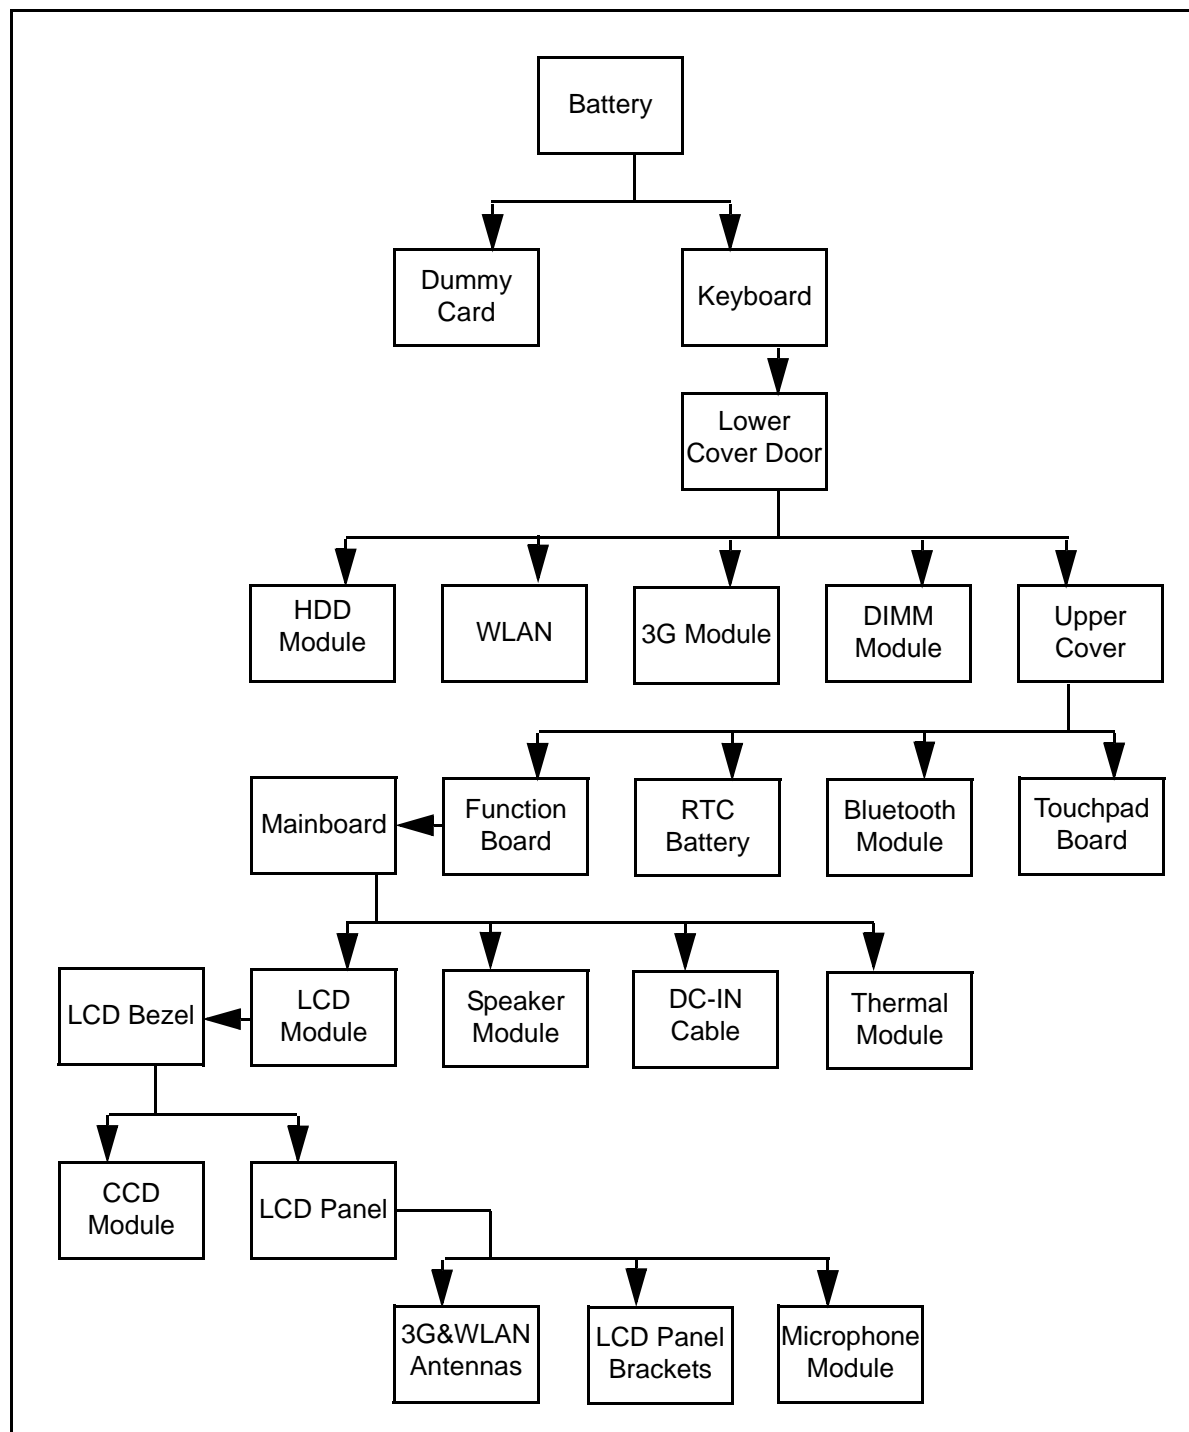 Battery
Dummy
Card
Keyboard
Lower
Cover Door
HDD
Module
WLAN
3G Module
DIMM
Module
Upper
Cover
Mainboard
Function
Board
RTC
Battery
Bluetooth
Module
Touchpad
Board
LCD Bezel
LCD
Module
Speaker
Module
DC-IN
Cable
Thermal
Module
CCD
Module
LCD Panel
3G&WLAN
Antennas
LCD Panel
Brackets
Microphone
Module